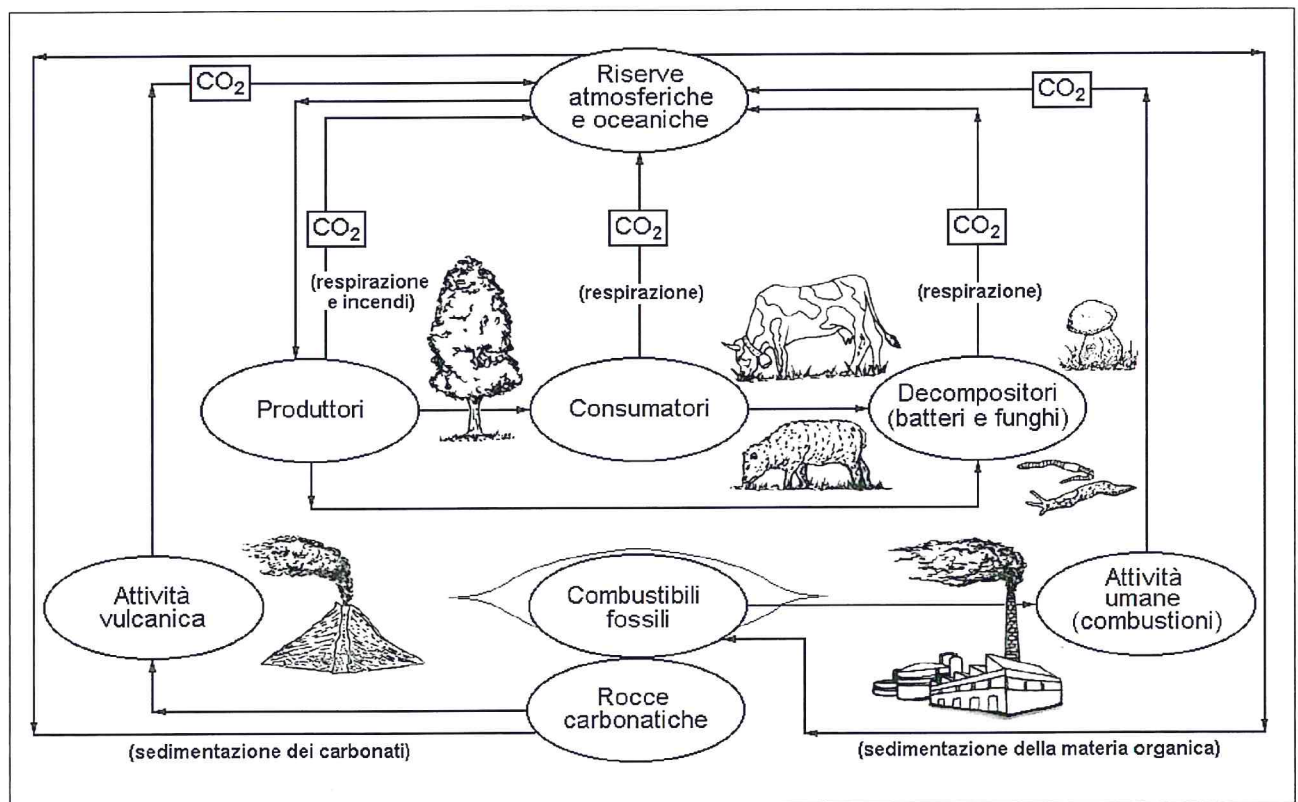 CO2
Riserve
atmosferiche
e oceaniche
CO2
CO2
CO2
CO2
(respirazione
e incendi)
(respirazione)
(respirazione)
Produttori
Consumatori
Decompositori
(batteri e funghi)
Attività
vulcanica
Combustibili
fossili
Attività
umane
(combustioni)
Rocce
carbonatiche
(sedimentazione dei carbonati)
(sedimentazione della materia organica)